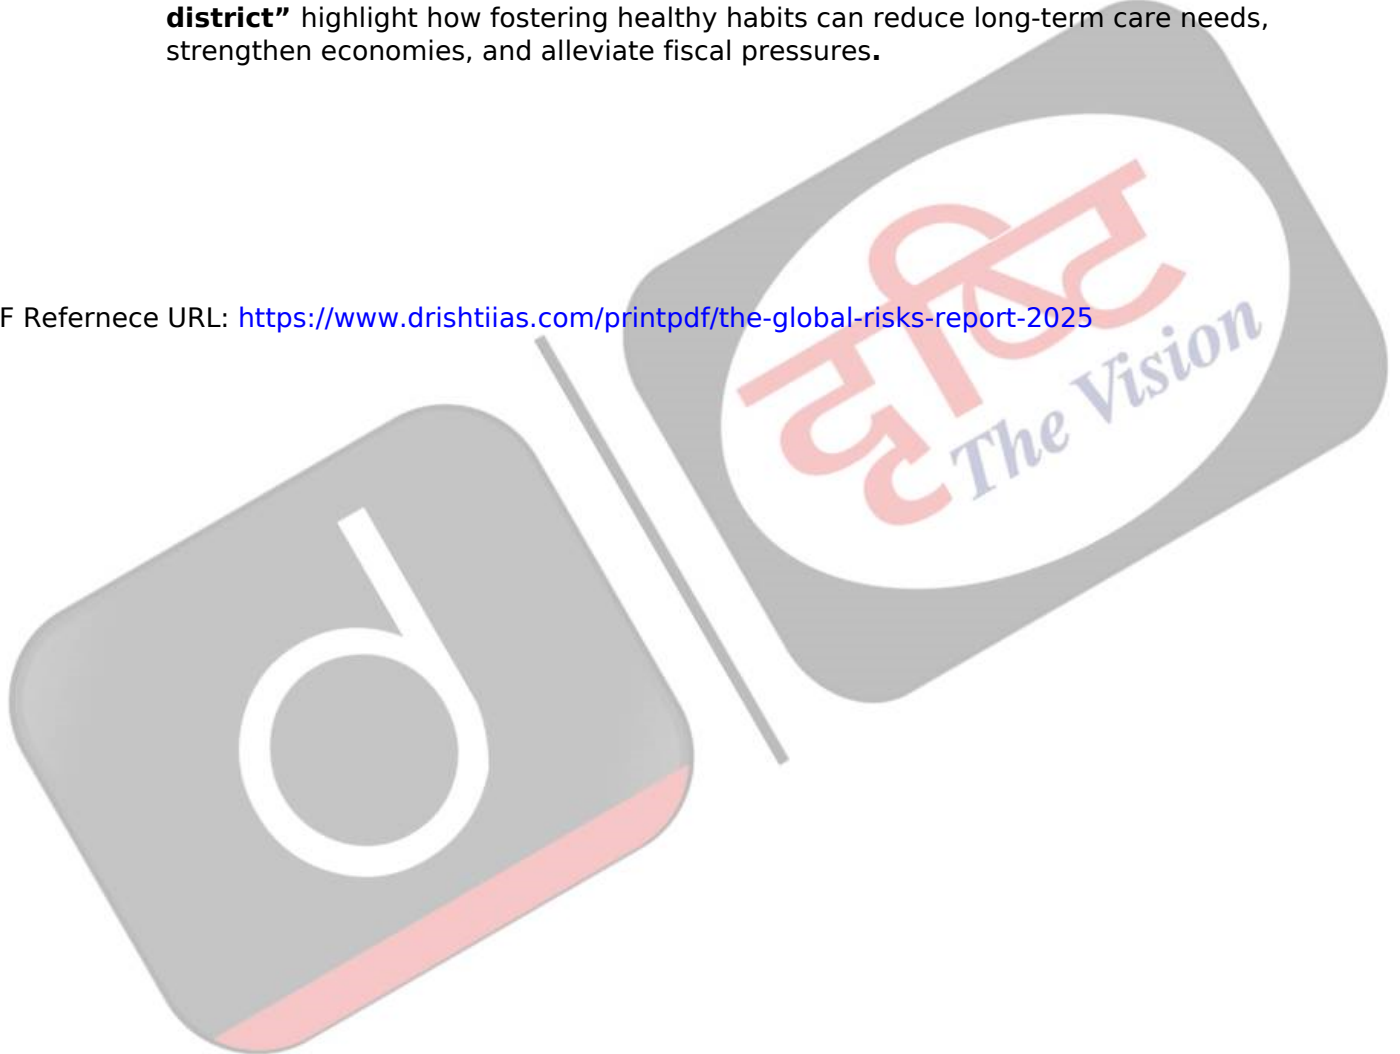 district” highlight how fostering healthy habits can reduce long-term care needs,
strengthen economies, and alleviate fiscal pressures.
F Refernece URL: https://www.drishtiias.com/printpdf/the-global-risks-report-2025
दृष्टि
The Vision
d